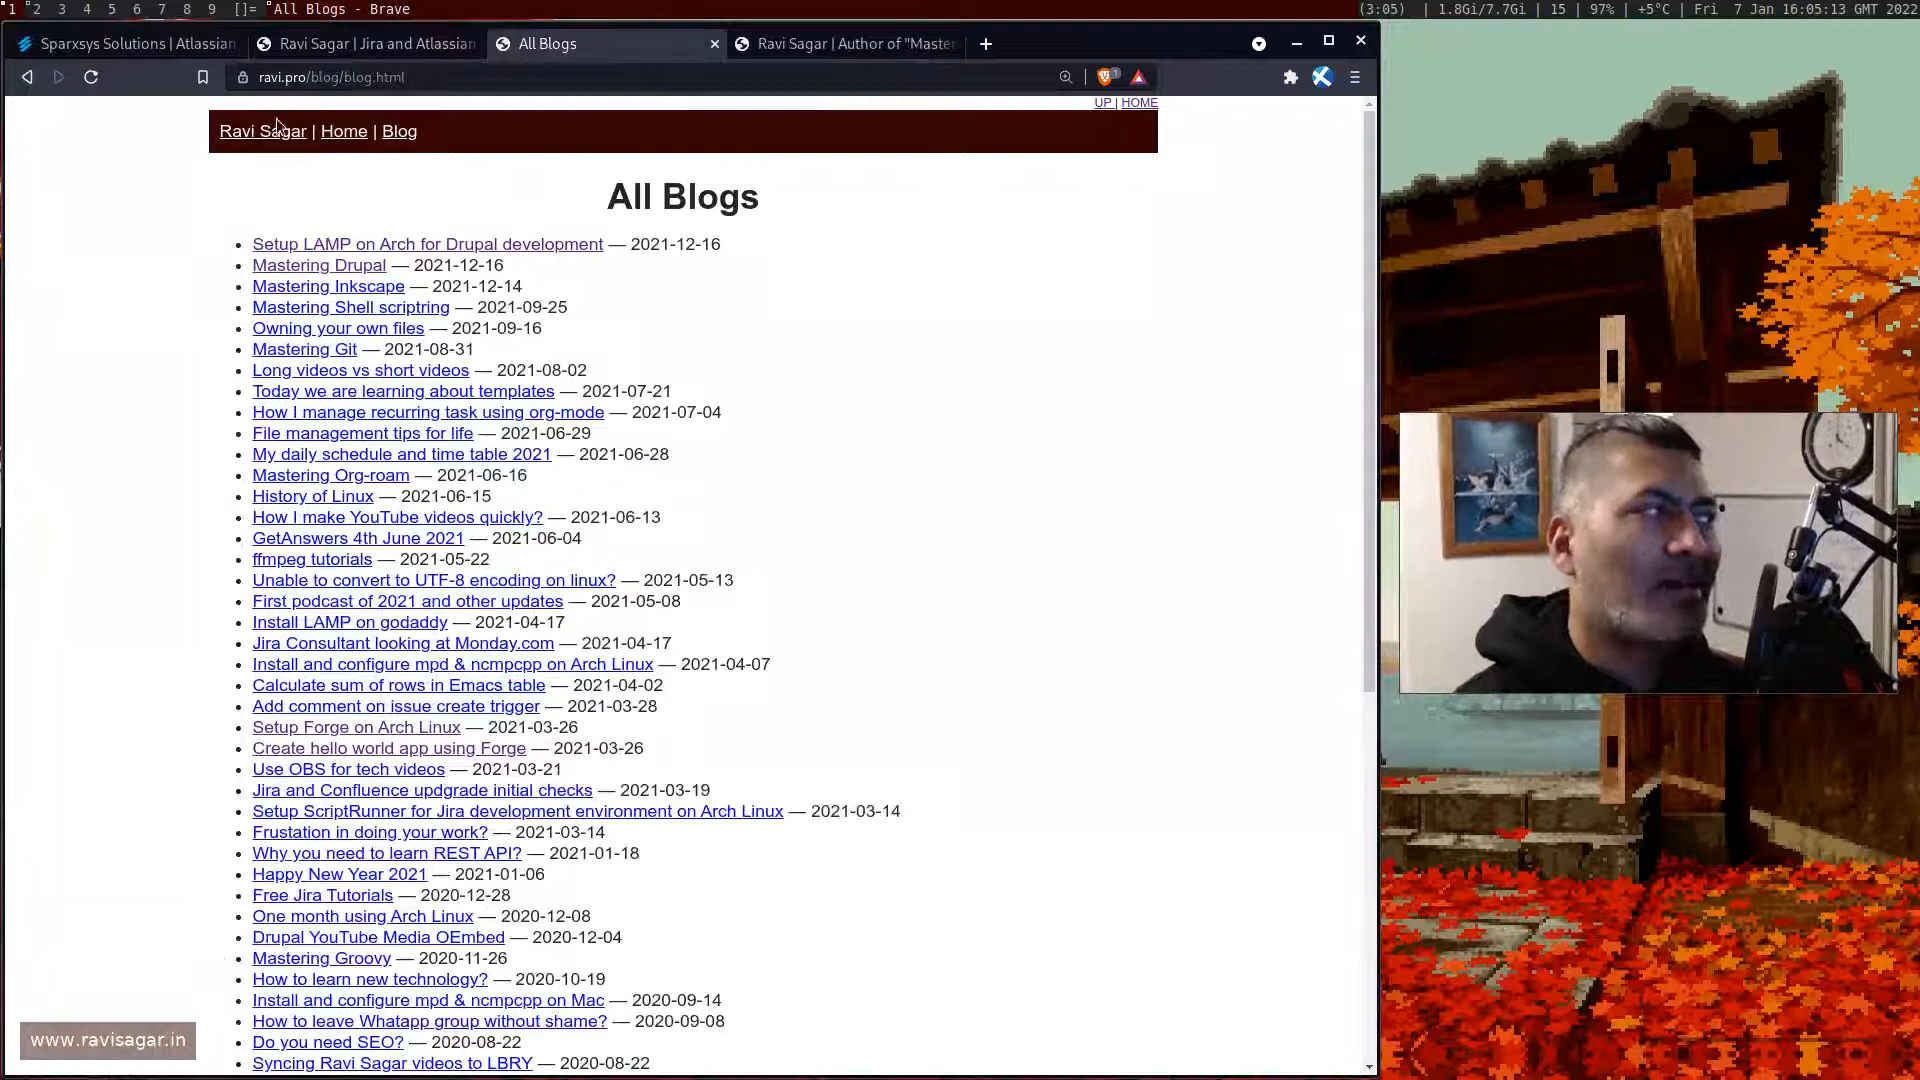 1 2 3 4 5 6 7 8 9 []= All Blogs - Brave
(3:05) | 1.8Gi/7.7Gi | 15 | 97% | +5°C | Fri 7 Jan 16:05:13 GMT 2022
Sparxsys Solutions | Atlassian
Ravi Sagar | Jira and Atlassian
All Blogs
Ravi Sagar | Author of "Master
ravi.pro/blog/blog.html
1
UP | HOME
Ravi Sagar | Home | Blog
All Blogs
• Setup LAMP on Arch for Drupal development — 2021-12-16
• Mastering Drupal — 2021-12-16
• Mastering Inkscape — 2021-12-14
• Mastering Shell scriptring — 2021-09-25
• Owning your own files — 2021-09-16
• Mastering Git — 2021-08-31
• Long videos vs short videos — 2021-08-02
• Today we are learning about templates — 2021-07-21
• How I manage recurring task using org-mode — 2021-07-04
• File management tips for life — 2021-06-29
• My daily schedule and time table 2021 — 2021-06-28
• Mastering Org-roam — 2021-06-16
• History of Linux — 2021-06-15
• How I make YouTube videos quickly? — 2021-06-13
• GetAnswers 4th June 2021 — 2021-06-04
• ffmpeg tutorials — 2021-05-22
• Unable to convert to UTF-8 encoding on linux? — 2021-05-13
• First podcast of 2021 and other updates — 2021-05-08
• Install LAMP on godaddy — 2021-04-17
• Jira Consultant looking at Monday.com — 2021-04-17
• Install and configure mpd & ncmpcpp on Arch Linux — 2021-04-07
• Calculate sum of rows in Emacs table — 2021-04-02
• Add comment on issue create trigger — 2021-03-28
• Setup Forge on Arch Linux — 2021-03-26
• Create hello world app using Forge — 2021-03-26
• Use OBS for tech videos — 2021-03-21
• Jira and Confluence updgrade initial checks — 2021-03-19
• Setup ScriptRunner for Jira development environment on Arch Linux — 2021-03-14
• Frustation in doing your work? — 2021-03-14
• Why you need to learn REST API? — 2021-01-18
• Happy New Year 2021 — 2021-01-06
• Free Jira Tutorials — 2020-12-28
• One month using Arch Linux — 2020-12-08
• Drupal YouTube Media OEmbed — 2020-12-04
• Mastering Groovy — 2020-11-26
• How to learn new technology? — 2020-10-19
• Install and configure mpd & ncmpcpp on Mac — 2020-09-14
• How to leave Whatapp group without shame? — 2020-09-08
• Do you need SEO? — 2020-08-22
• Syncing Ravi Sagar videos to LBRY — 2020-08-22
www.ravisagar.in